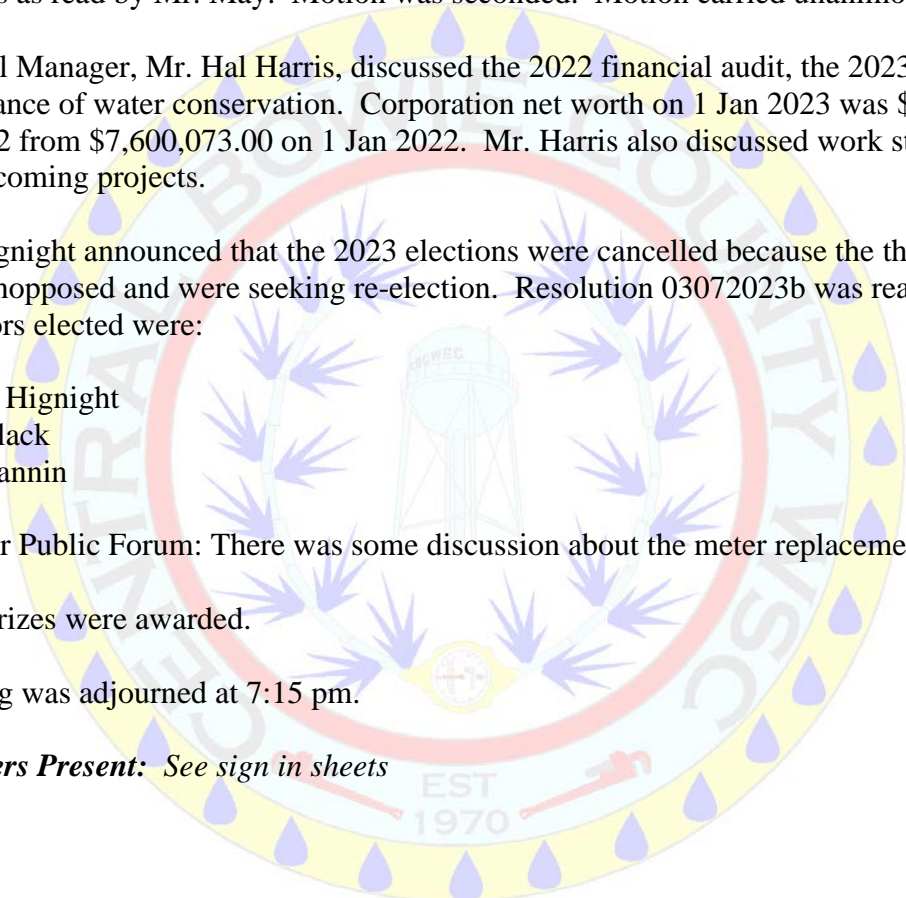 s as read by Mr. May. Motion was seconded. Motion carried
l Manager, Mr. Hal Harris, discussed the 2022 financial audit, the 2023
ance of water conservation. Corporation net worth on 1 Jan 2023 was $
2 from $7,600,073.00 on 1 Jan 2022. Mr. Harris also discussed work
coming projects.
gnight announced that the 2023 elections were cancelled because the
nopposed and were seeking re-election. Resolution 03072023b was
ors elected were:
Hignight
lack
annin
r Public Forum: There was some discussion about the meter
rizes were awarded.
g was adjourned at 7:15 pm.
ers Present: See sign in sheets
CENTRAL BOWIE COUNTY WSC
CBCWSC
EST
1970